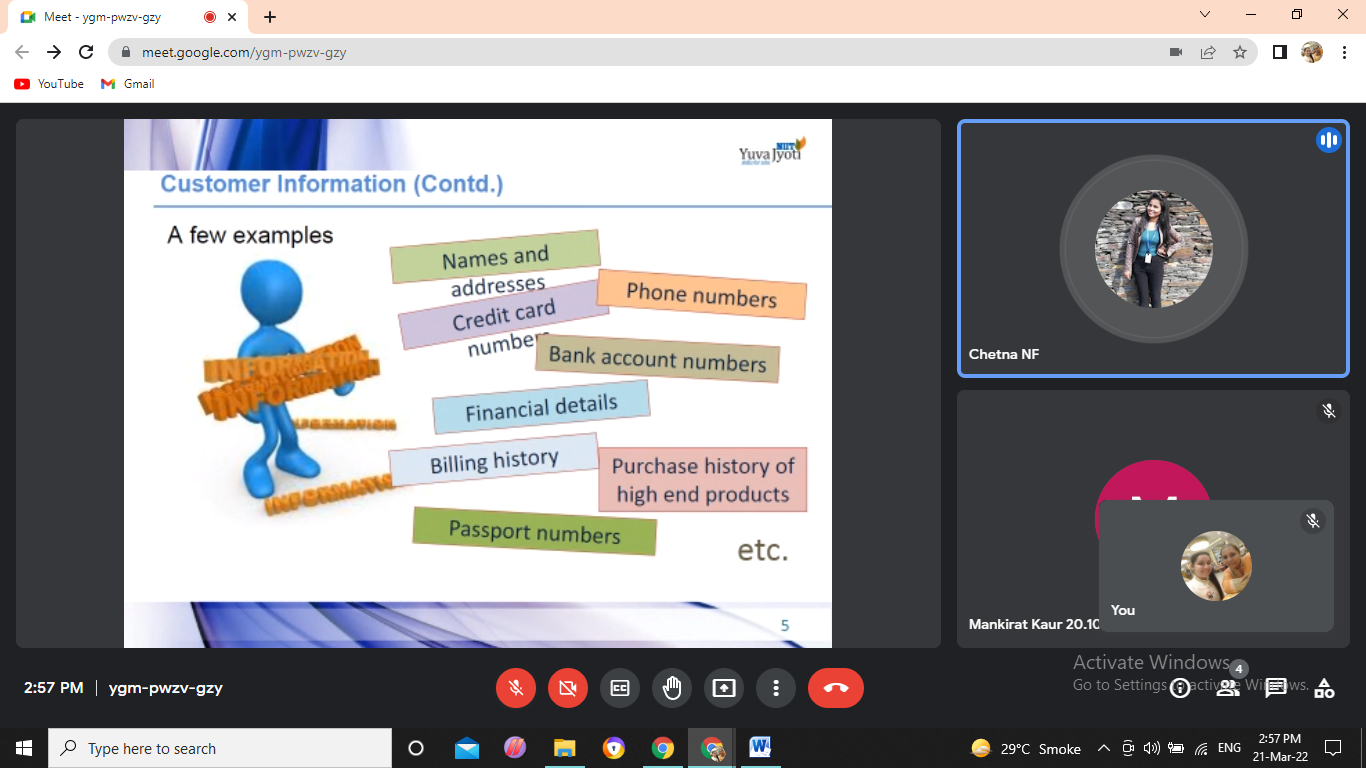 Meet - ygm-pwzv-gzy
meet.google.com/ygm-pwzv-gzy
YouTube
Gmail
NIIT
Yuva Jyoti
Customer Information (Contd.)
A few examples
Names and
addresses
Phone numbers
Credit card
numbers
Bank account numbers
Financial details
Billing history
Purchase history of
high end products
Passport numbers
etc.
INFORMATION
INFORMATION
5
Chetna NF
Mankirat Kaur 20.10
You
Activate Windows
Go to Settings to activate Windows.
2:57 PM | ygm-pwzv-gzy
CC
4
Type here to search
29°C Smoke
ENG
2:57 PM
21-Mar-22